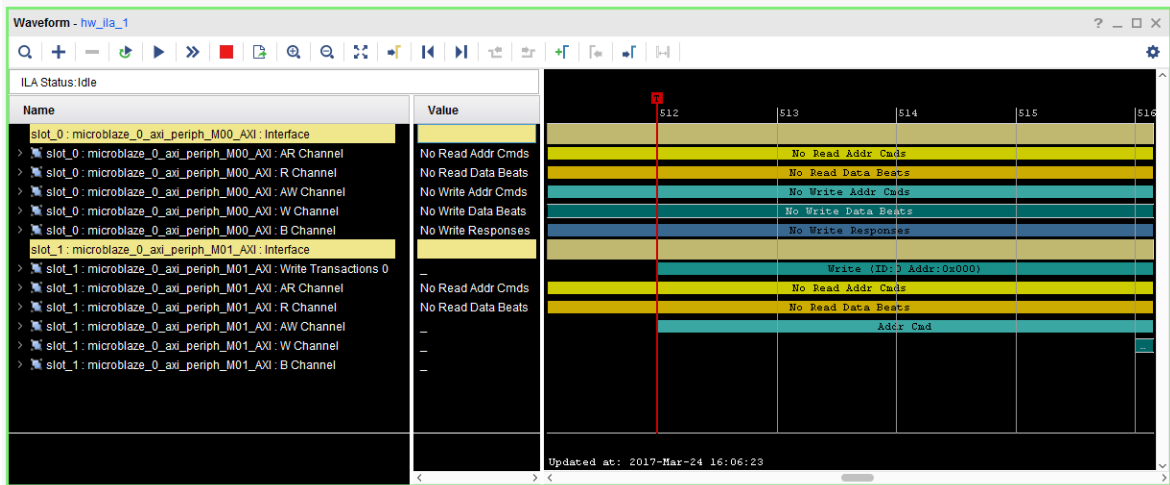 Waveform - hw_ila_1
ILA Status: Idle
Name Value
T
512 513 514 515 516
slot_0 : microblaze_0_axi_periph_M00_AXI : Interface
slot_0 : microblaze_0_axi_periph_M00_AXI : AR Channel No Read Addr Cmds No Read Addr Cmds
slot_0 : microblaze_0_axi_periph_M00_AXI : R Channel No Read Data Beats No Read Data Beats
slot_0 : microblaze_0_axi_periph_M00_AXI : AW Channel No Write Addr Cmds No Write Addr Cmds
slot_0 : microblaze_0_axi_periph_M00_AXI : W Channel No Write Data Beats No Write Data Beats
slot_0 : microblaze_0_axi_periph_M00_AXI : B Channel No Write Responses No Write Responses
slot_1 : microblaze_0_axi_periph_M01_AXI : Interface
slot_1 : microblaze_0_axi_periph_M01_AXI : Write Transactions 0 _ Write (ID:0 Addr:0x000)
slot_1 : microblaze_0_axi_periph_M01_AXI : AR Channel No Read Addr Cmds No Read Addr Cmds
slot_1 : microblaze_0_axi_periph_M01_AXI : R Channel No Read Data Beats No Read Data Beats
slot_1 : microblaze_0_axi_periph_M01_AXI : AW Channel _ Addr Cmd
slot_1 : microblaze_0_axi_periph_M01_AXI : W Channel _ _
slot_1 : microblaze_0_axi_periph_M01_AXI : B Channel _
Updated at: 2017-Mar-24 16:06:23